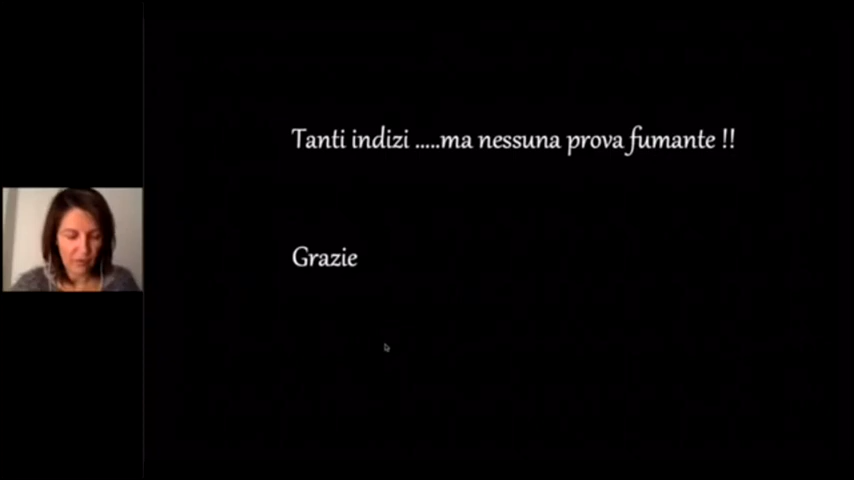 Tanti indizi .....ma nessuna prova fumante !!
Grazie